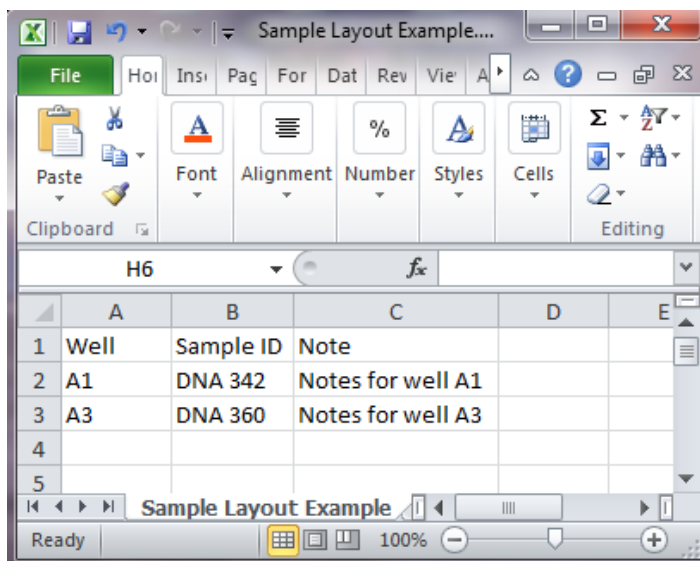 Sample Layout Example....
File Hor Ins Pag For Dat Rev Vie A
Paste Font Alignment Number Styles Cells Σ A Z
% A
Clipboard Editing
H6 fx
A B C D E
1 Well Sample ID Note
2 A1 DNA 342 Notes for well A1
3 A3 DNA 360 Notes for well A3
4
5
Sample Layout Example
Ready 100%